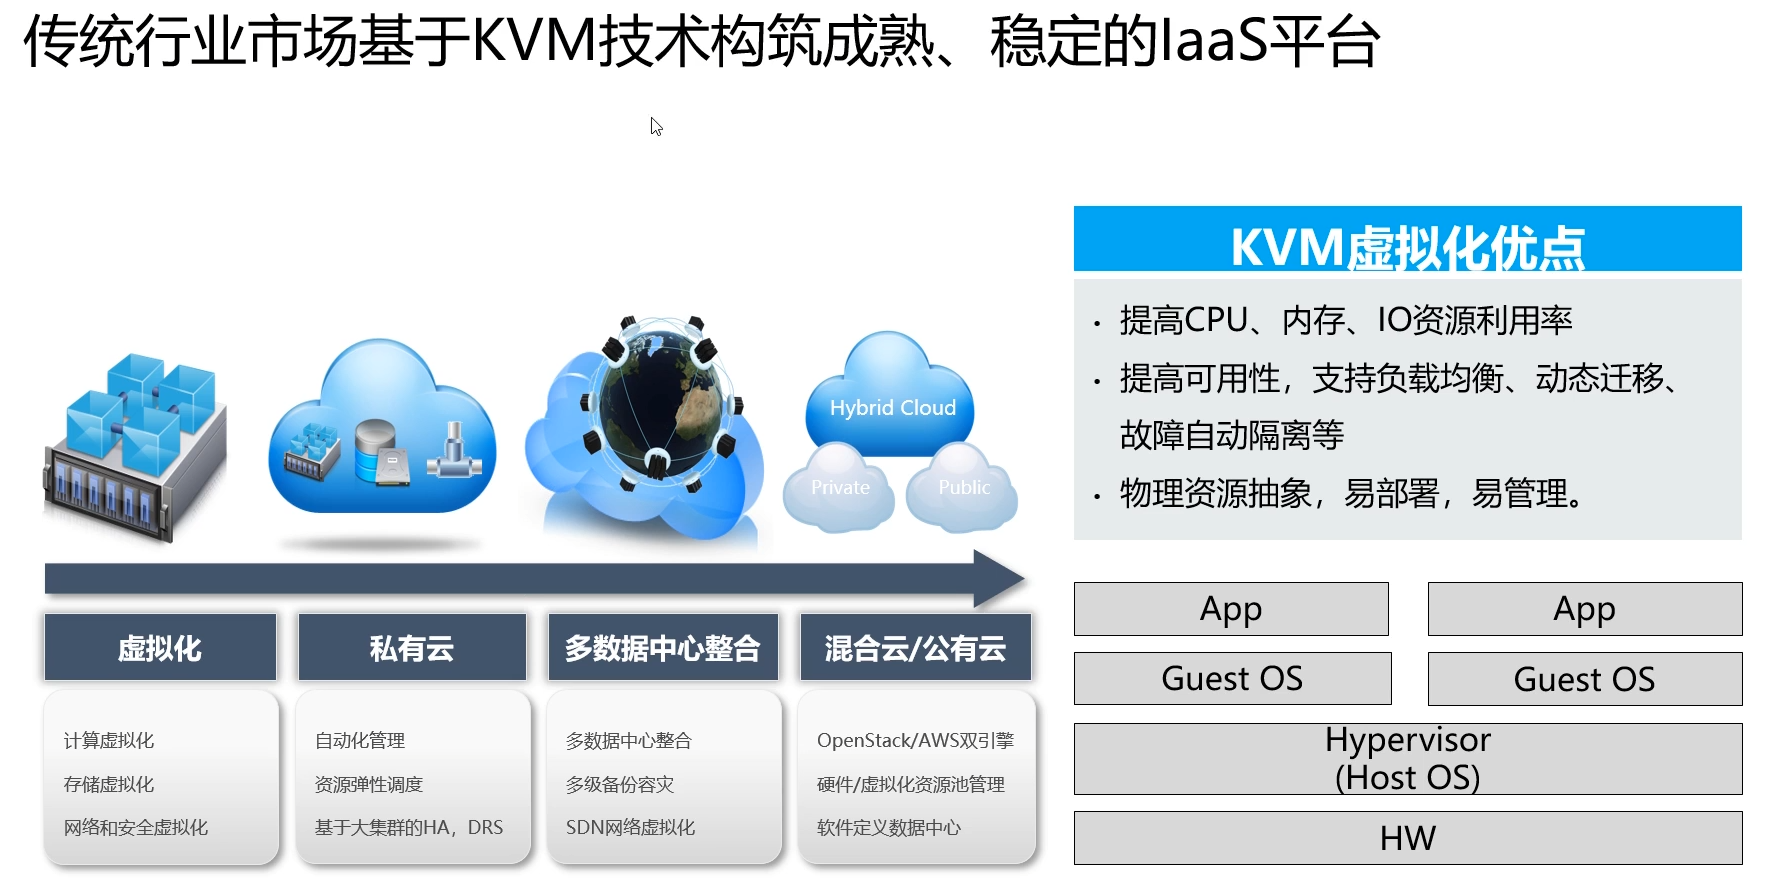 传统行业市场基于KVM技术构筑成熟、稳定的IaaS平台
Hybrid Cloud
Private
Public
虚拟化
私有云
多数据中心整合
混合云/公有云
计算虚拟化
存储虚拟化
网络和安全虚拟化
自动化管理
资源弹性调度
基于大集群的HA，DRS
多数据中心整合
多级备份容灾
SDN网络虚拟化
OpenStack/AWS双引擎
硬件/虚拟化资源池管理
软件定义数据中心
KVM虚拟化优点
• 提高CPU、内存、IO资源利用率
• 提高可用性，支持负载均衡、动态迁移、
故障自动隔离等
• 物理资源抽象，易部署，易管理。
App
App
Guest OS
Guest OS
Hypervisor
(Host OS)
HW